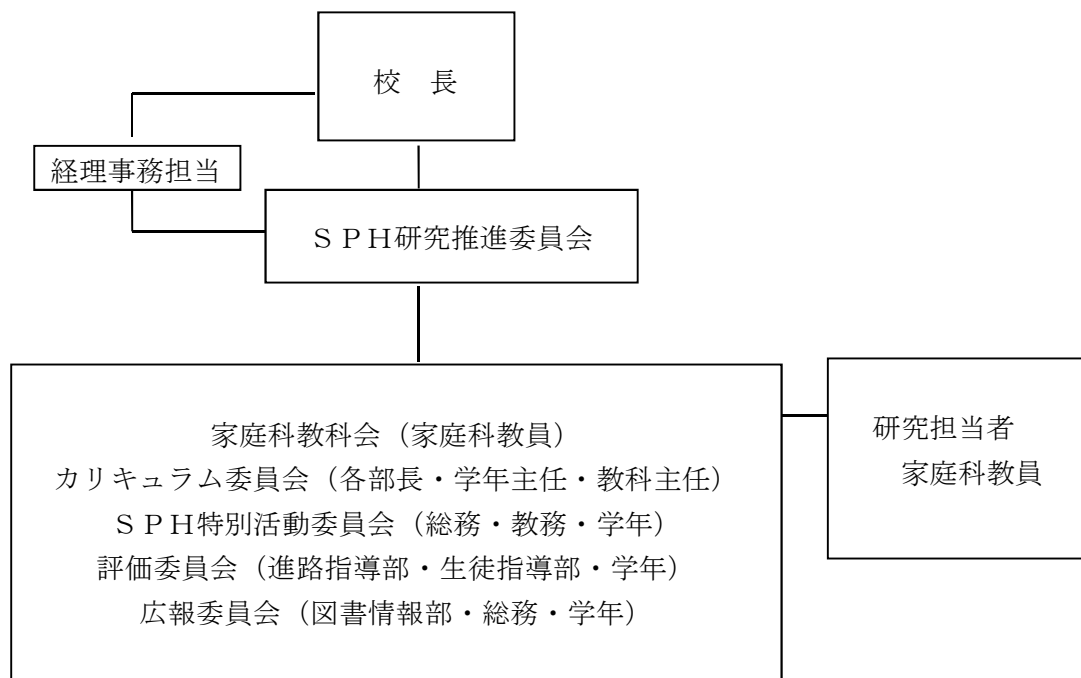 校　長
経理事務担当
ＳＰＨ研究推進委員会
家庭科教科会（家庭科教員）
カリキュラム委員会（各部長・学年主任・教科主任）
ＳＰＨ特別活動委員会（総務・教務・学年）
評価委員会（進路指導部・生徒指導部・学年）
広報委員会（図書情報部・総務・学年）
研究担当者
家庭科教員